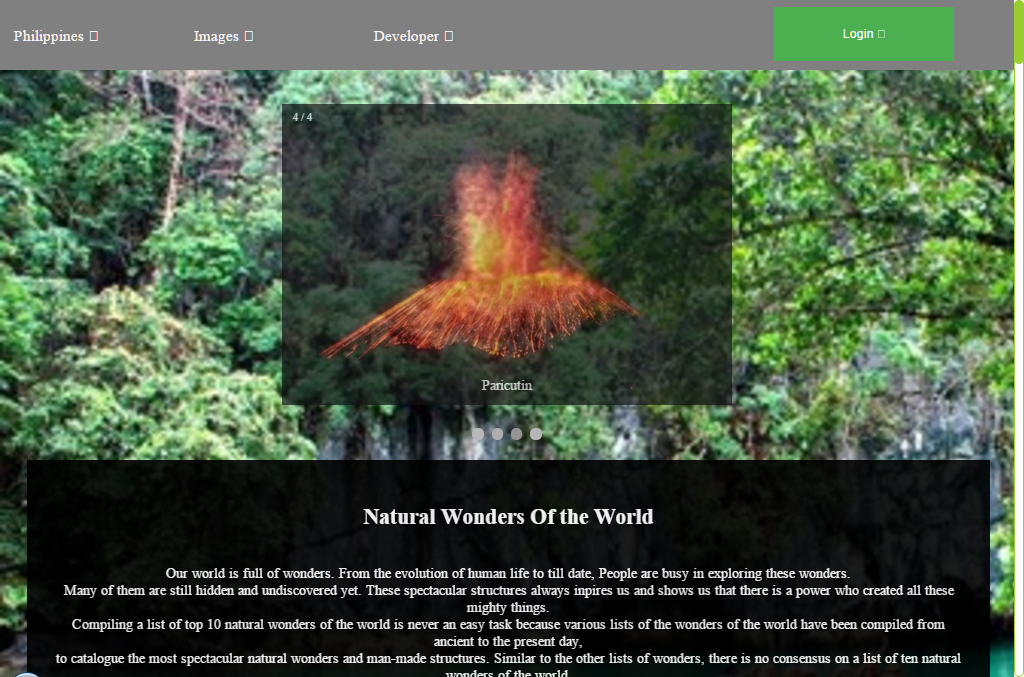 Philippines
Images
Developer
Login
4 / 4
Paricutin
Natural Wonders Of the World
Our world is full of wonders. From the evolution of human life to till date, People are busy in exploring these wonders.
Many of them are still hidden and undiscovered yet. These spectacular structures always inpires us and shows us that there is a power who created all these
mighty things.
Compiling a list of top 10 natural wonders of the world is never an easy task because various lists of the wonders of the world have been compiled from
ancient to the present day,
to catalogue the most spectacular natural wonders and man-made structures. Similar to the other lists of wonders, there is no consensus on a list of ten natural
wonders of the world